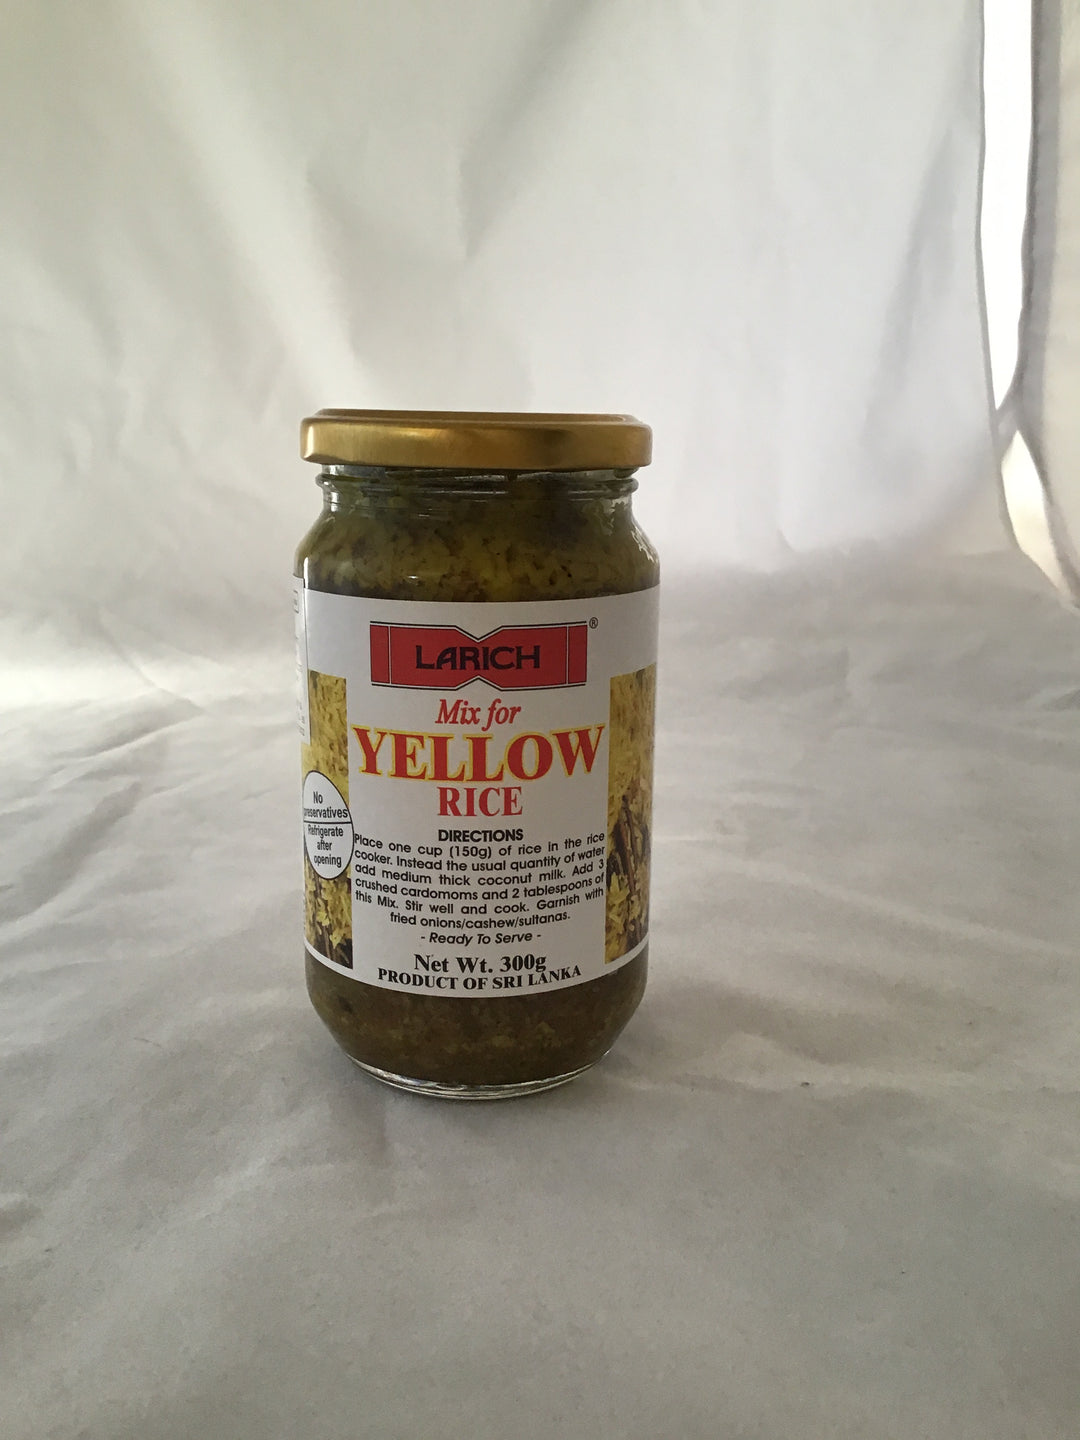 LARICH
®
Mix for
YELLOW
RICE
DIRECTIONS
Place one cup (150g) of rice in the rice
cooker. Instead the usual quantity of water
add medium thick coconut milk. Add 3
crushed cardomoms and 2 tablespoons of
this Mix. Stir well and cook. Garnish with
fried onions/cashew/sultanas.
- Ready To Serve -
Net Wt. 300g
PRODUCT OF SRI LANKA
No
preservatives
Refrigerate
after
opening